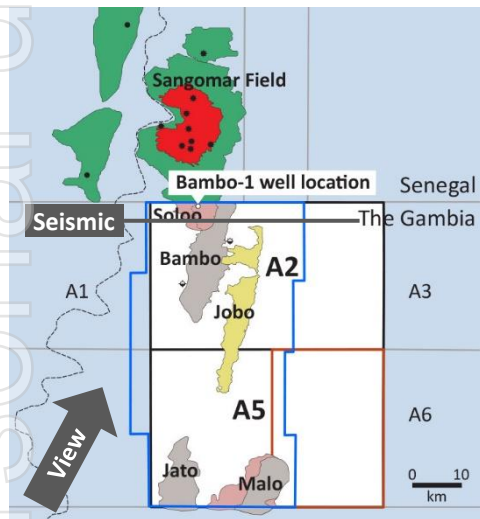 Sangomar Field
Bambo-1 well location
Senegal
Seismic
The Gambia
Soloo
Bambo
A2
A1
A3
Jobo
A5
A6
View
Jato
Malo
0 10
km